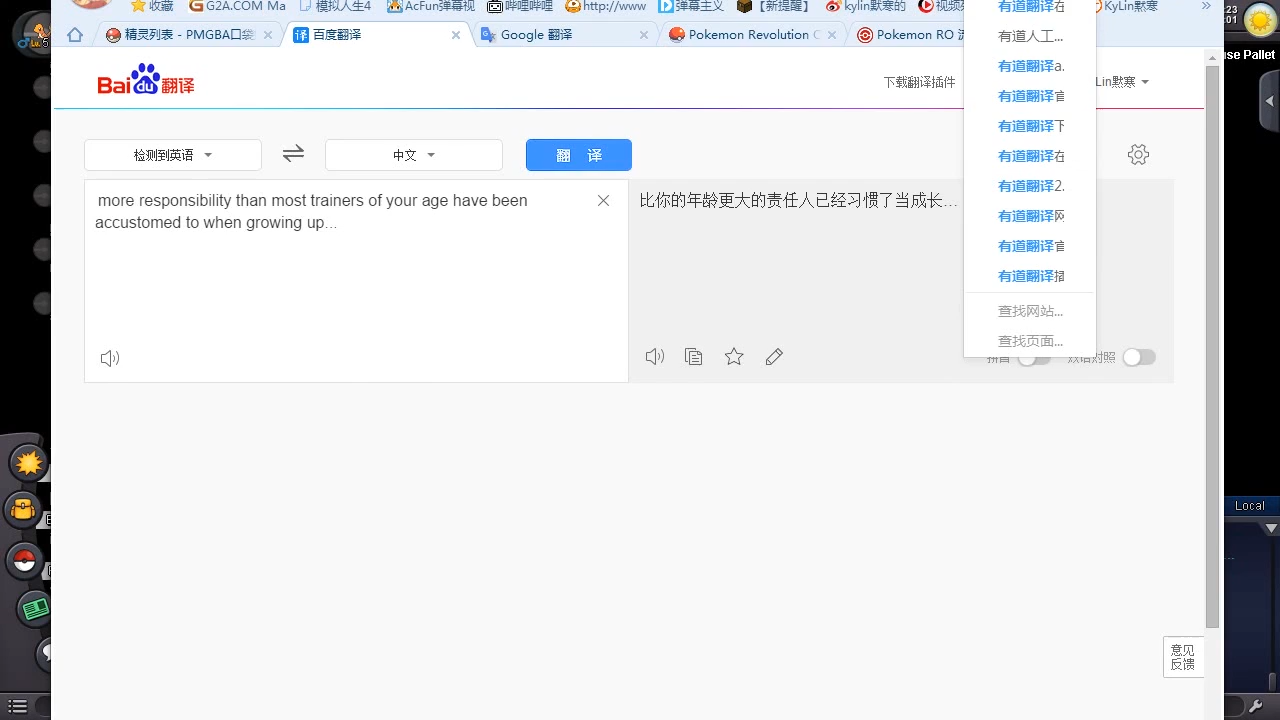 收藏
G2A.COM Ma
模拟人生4
AcFun弹幕视
哔哩哔哩
http://www
弹幕主义
【新提醒】
kylin默寒的
KyLin默寒
精灵列表 - PMGBA口袋
百度翻译
Google 翻译
Pokemon Revolution
Pokemon RO
use Pallet
Bai du 翻译
下载翻译插件
Lin默寒
检测到英语
中文
翻 译
more responsibility than most trainers of your age have been
accustomed to when growing up...
比你的年龄更大的责任人已经习惯了当成长...
有道翻译在
有道人工...
有道翻译a.
有道翻译官
有道翻译下
有道翻译在
有道翻译2.
有道翻译网
有道翻译官
有道翻译插
查找网站...
查找页面...
拼音
双语对照
Local
意见
反馈